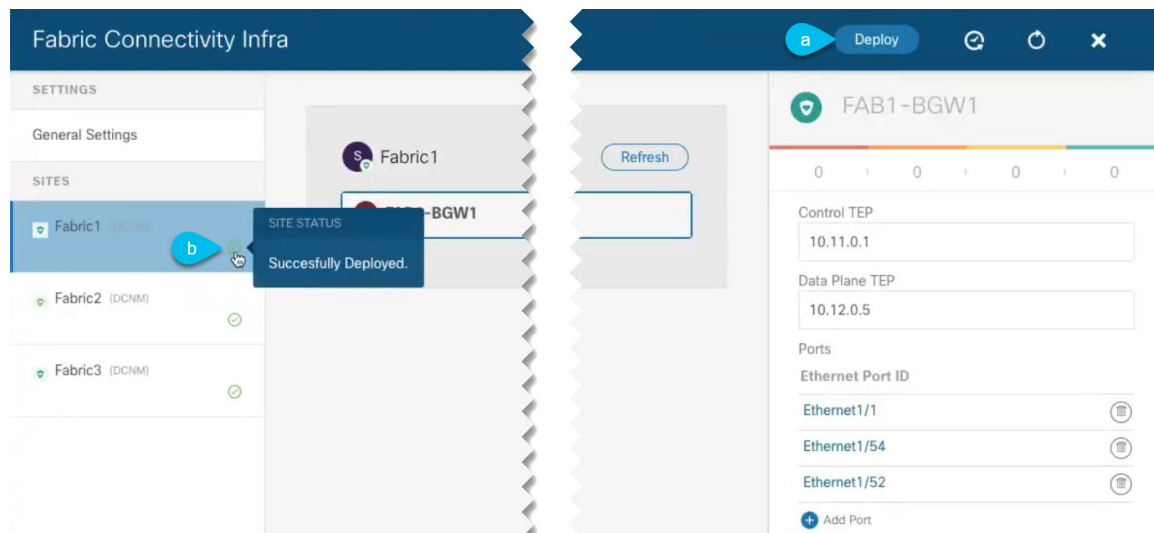 Fabric Connectivity Infra
a
Deploy
SETTINGS
General Settings
SITES
Fabric1
b
SITE STATUS
Succesfully Deployed.
Fabric2 (DCNM)
Fabric3 (DCNM)
S
Fabric1
Refresh
-BGW1
FAB1-BGW1
0
0
0
0
Control TEP
10.11.0.1
Data Plane TEP
10.12.0.5
Ports
Ethernet Port ID
Ethernet1/1
Ethernet1/54
Ethernet1/52
Add Port